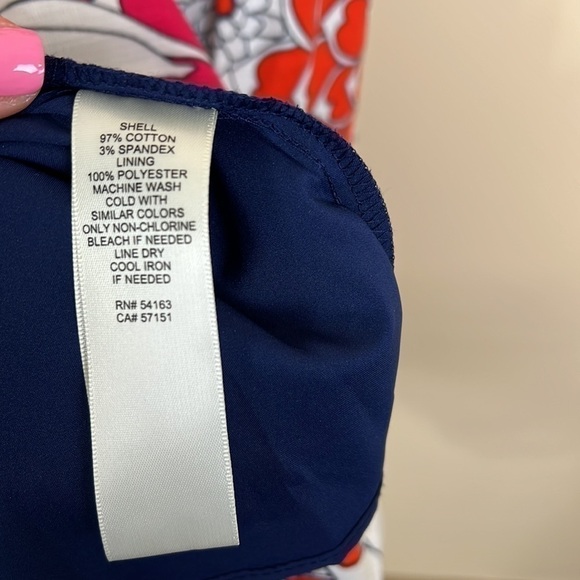 SHELL
97% COTTON
3% SPANDEX
LINING
100% POLYESTER
MACHINE WASH
COLD WITH
SIMILAR COLORS
ONLY NON-CHLORINE
BLEACH IF NEEDED
LINE DRY
COOL IRON
IF NEEDED
RN# 54163
CA# 57151